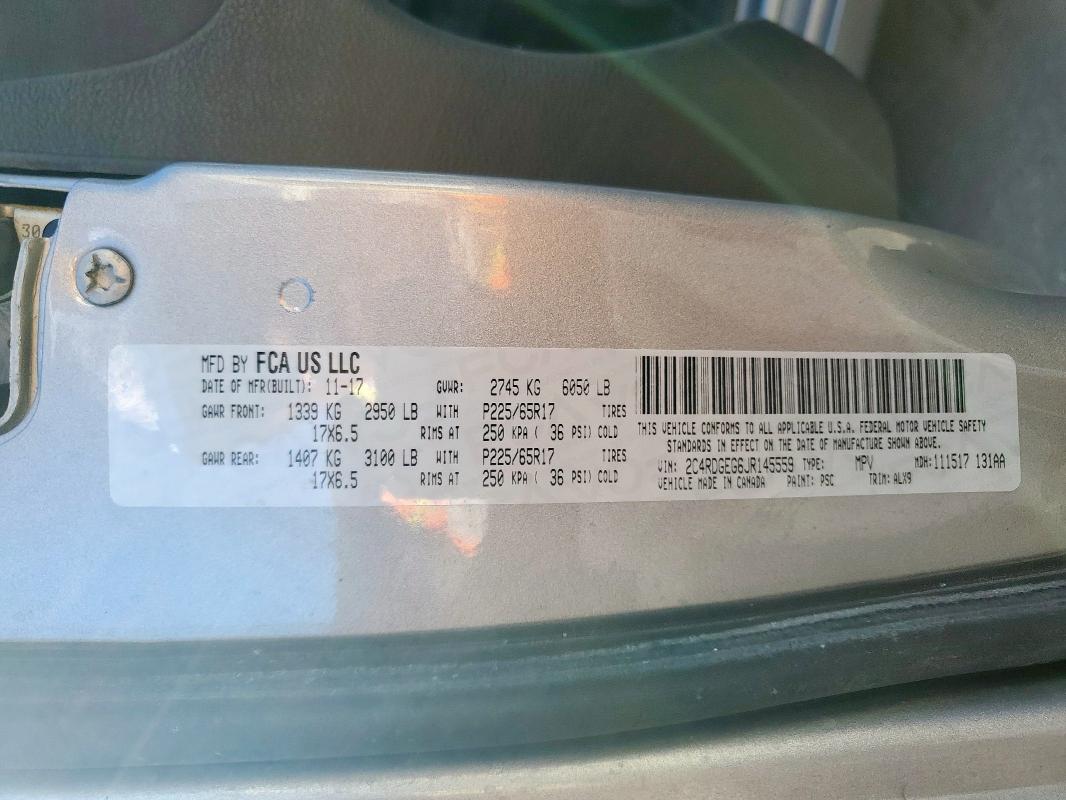 30
MFD BY FCA US LLC
DATE OF MFR(BUILT): 11-17 GVWR: 2745 KG 6050 LB
GAWR FRONT: 1339 KG 2950 LB WITH P225/65R17 TIRES
17X6.5 RIMS AT 250 KPA ( 36 PSI) COLD
GAWR REAR: 1407 KG 3100 LB WITH P225/65R17 TIRES
17X6.5 RIMS AT 250 KPA ( 36 PSI) COLD
THIS VEHICLE CONFORMS TO ALL APPLICABLE U.S.A. FEDERAL MOTOR VEHICLE SAFETY
STANDARDS IN EFFECT ON THE DATE OF MANUFACTURE SHOWN ABOVE.
VIN: 2C4RDGEG6JR145559 TYPE: MPV MDH:111517 131AA
VEHICLE MADE IN CANADA PAINT: PSC TRIM: ALX9